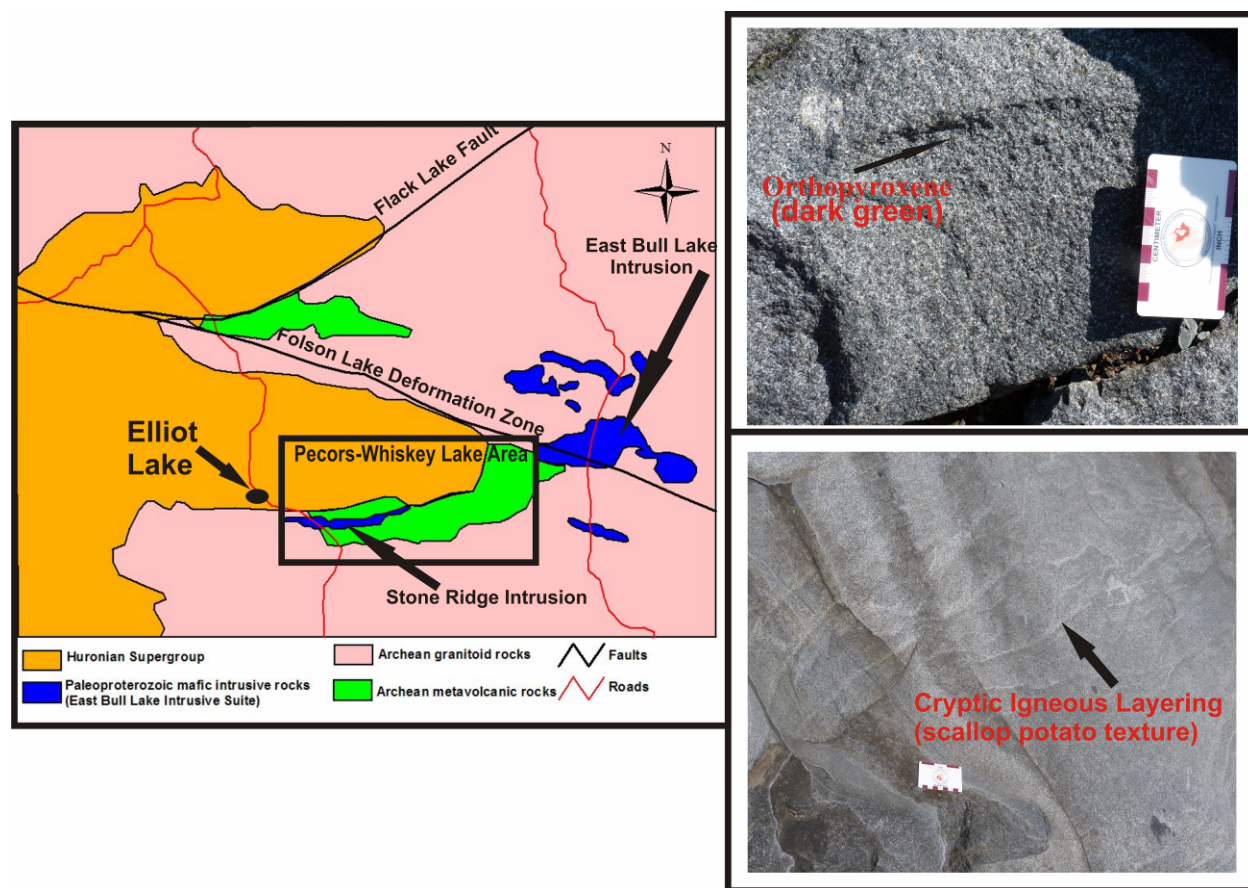 Flack Lake Fault
N
East Bull Lake
Intrusion
Folson Lake Deformation Zone
Elliot
Lake
Pecors-Whiskey Lake Area
Stone Ridge Intrusion
Huronian Supergroup
Paleoproterozoic mafic intrusive rocks
(East Bull Lake Intrusive Suite)
Archean granitoid rocks
Archean metavolcanic rocks
Faults
Roads
Orthopyroxene
(dark green)
CENTIMETER
INCH
Cryptic Igneous Layering
(scallop potato texture)